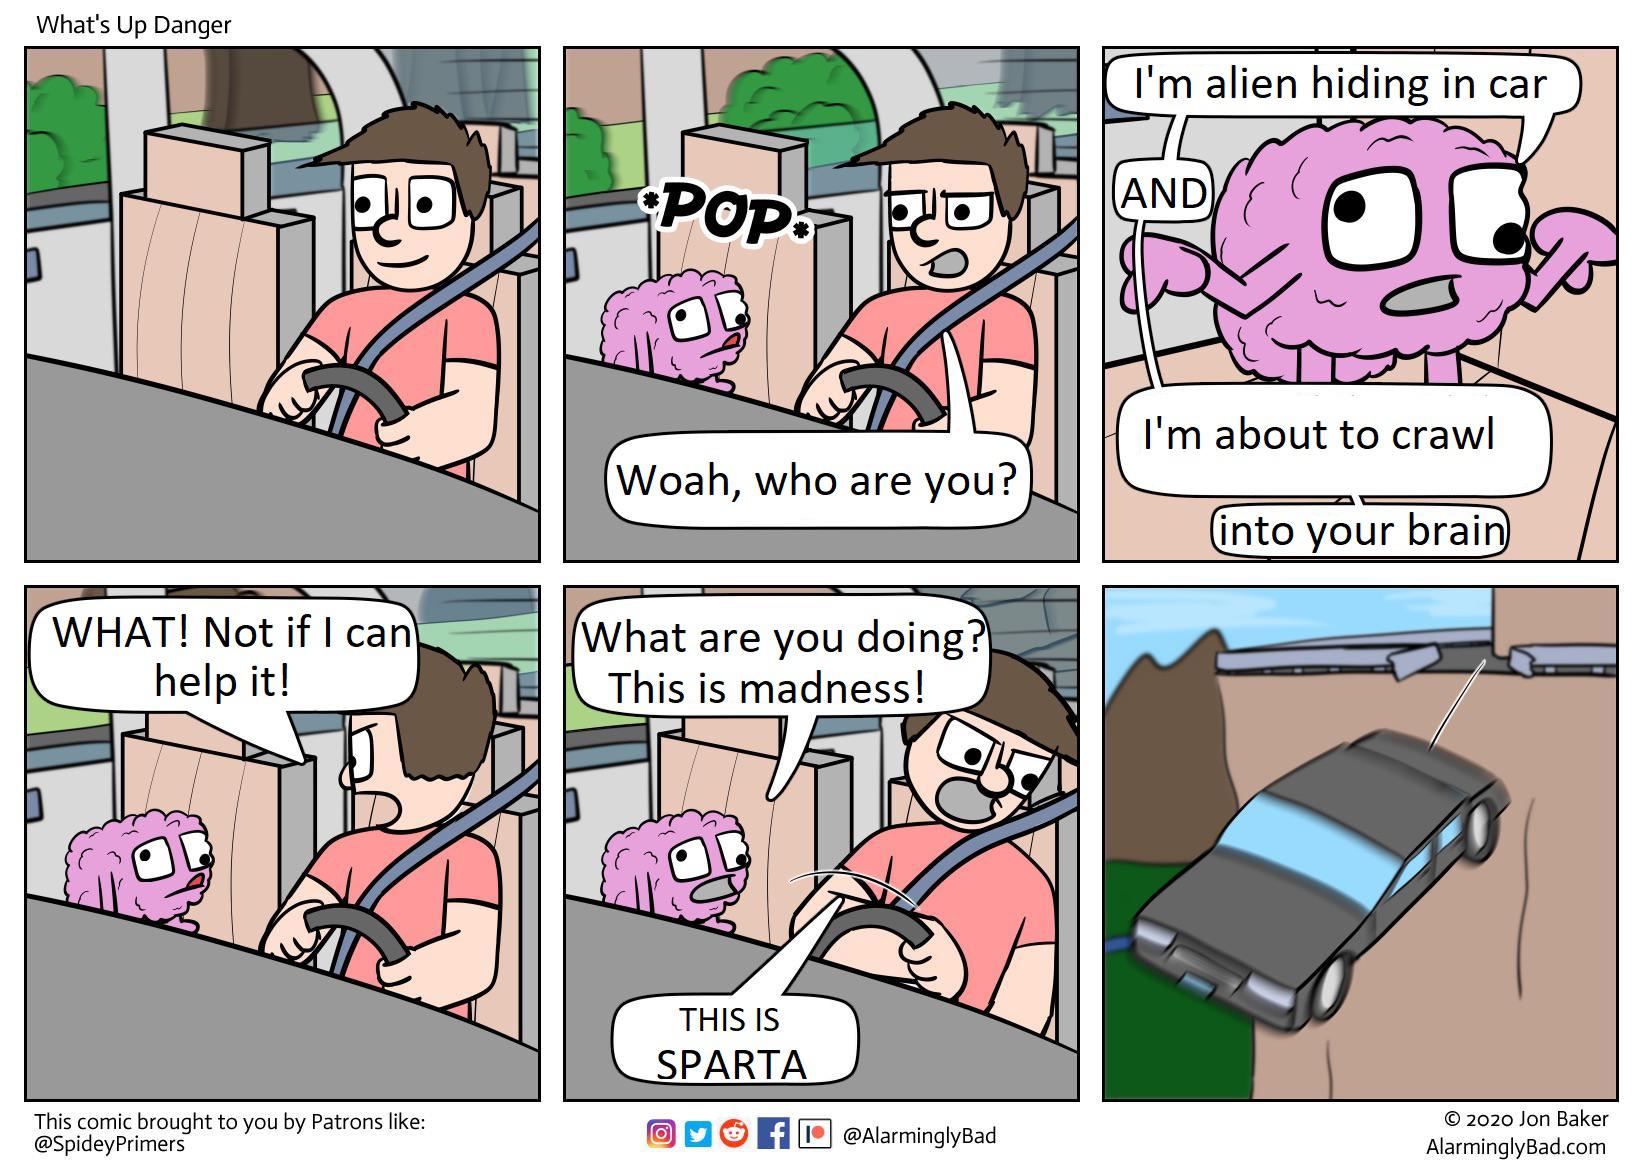 What's Up Danger
*POP*
Woah, who are you?
I'm alien hiding in car
AND
I'm about to crawl
into your brain
WHAT! Not if I can
help it!
What are you doing?
This is madness!
THIS IS
SPARTA
This comic brought to you by Patrons like:
@SpideyPrimers
@AlarminglyBad
© 2020 Jon Baker
AlarminglyBad.com